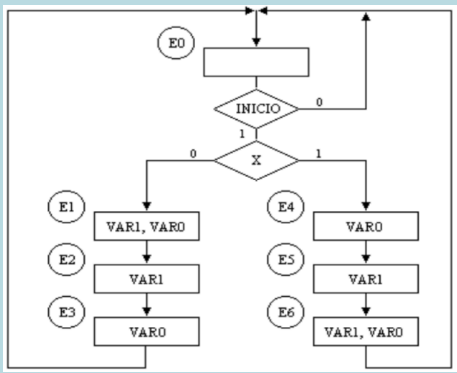 E0
INICIO 0
1
0 X 1
E1 E4
VAR1, VAR0 VAR0
E2 E5
VAR1 VAR1
E3 E6
VAR0 VAR1, VAR0